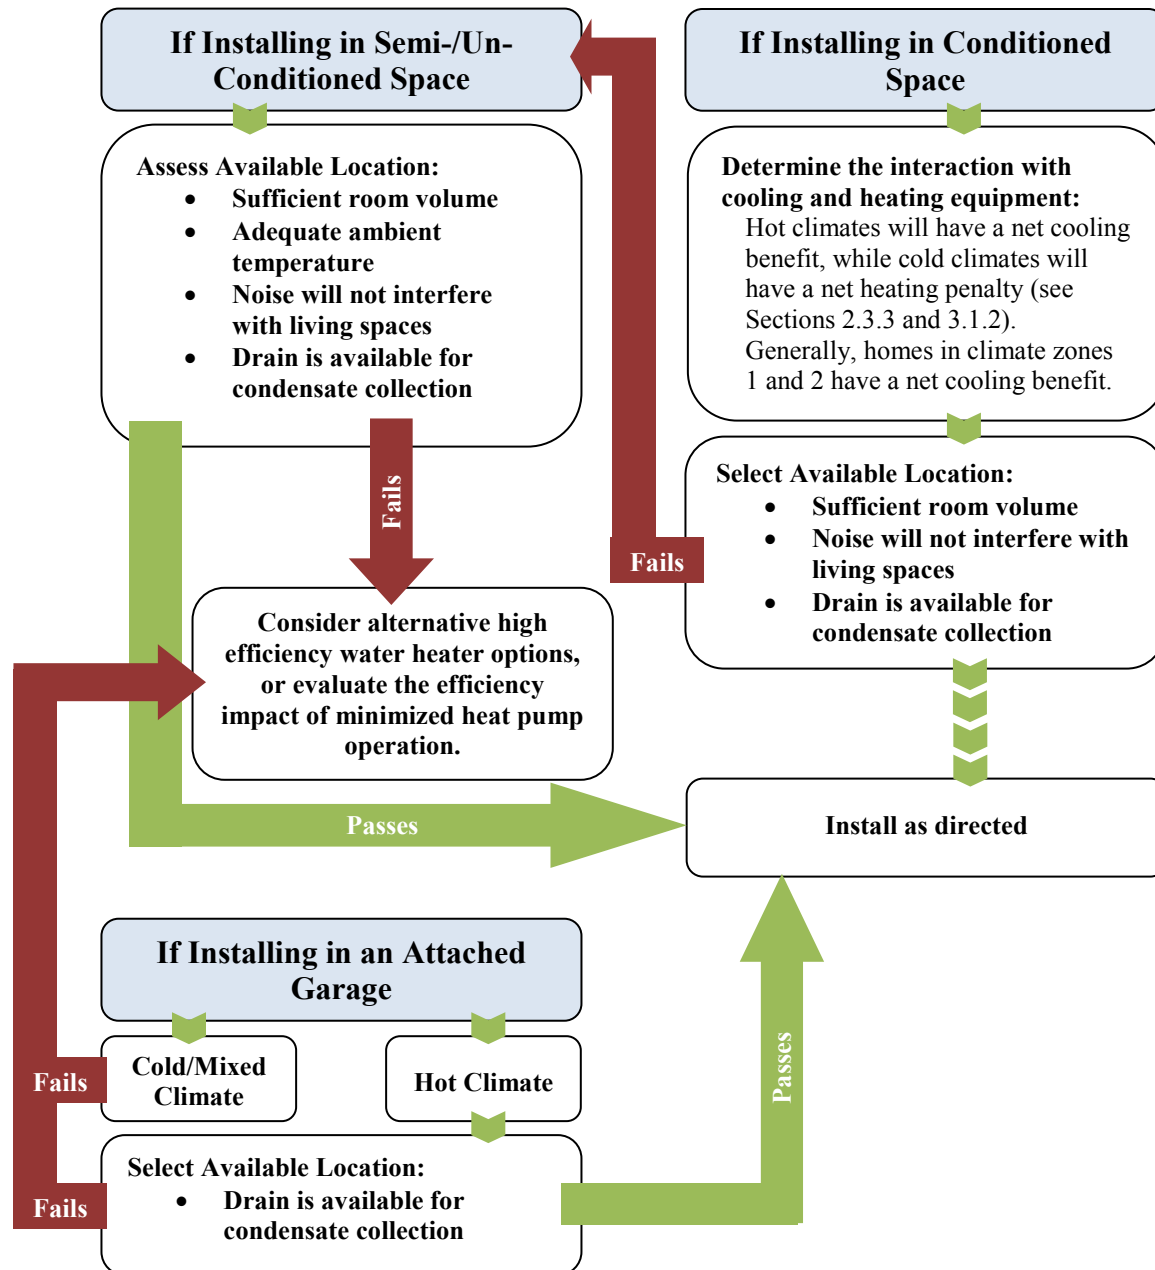 If Installing in Semi-/Un-
Conditioned Space
Assess Available Location:
• Sufficient room volume
• Adequate ambient
temperature
• Noise will not interfere
with living spaces
• Drain is available for
condensate collection
Fails
Consider alternative high
efficiency water heater options,
or evaluate the efficiency
impact of minimized heat pump
operation.
Passes
If Installing in Conditioned
Space
Determine the interaction with
cooling and heating equipment:
Hot climates will have a net cooling
benefit, while cold climates will
have a net heating penalty (see
Sections 2.3.3 and 3.1.2).
Generally, homes in climate zones
1 and 2 have a net cooling benefit.
Select Available Location:
• Sufficient room volume
• Noise will not interfere with
living spaces
• Drain is available for
condensate collection
Fails
Install as directed
If Installing in an Attached
Garage
Cold/Mixed
Climate
Fails
Hot Climate
Select Available Location:
• Drain is available for
condensate collection
Fails
Passes